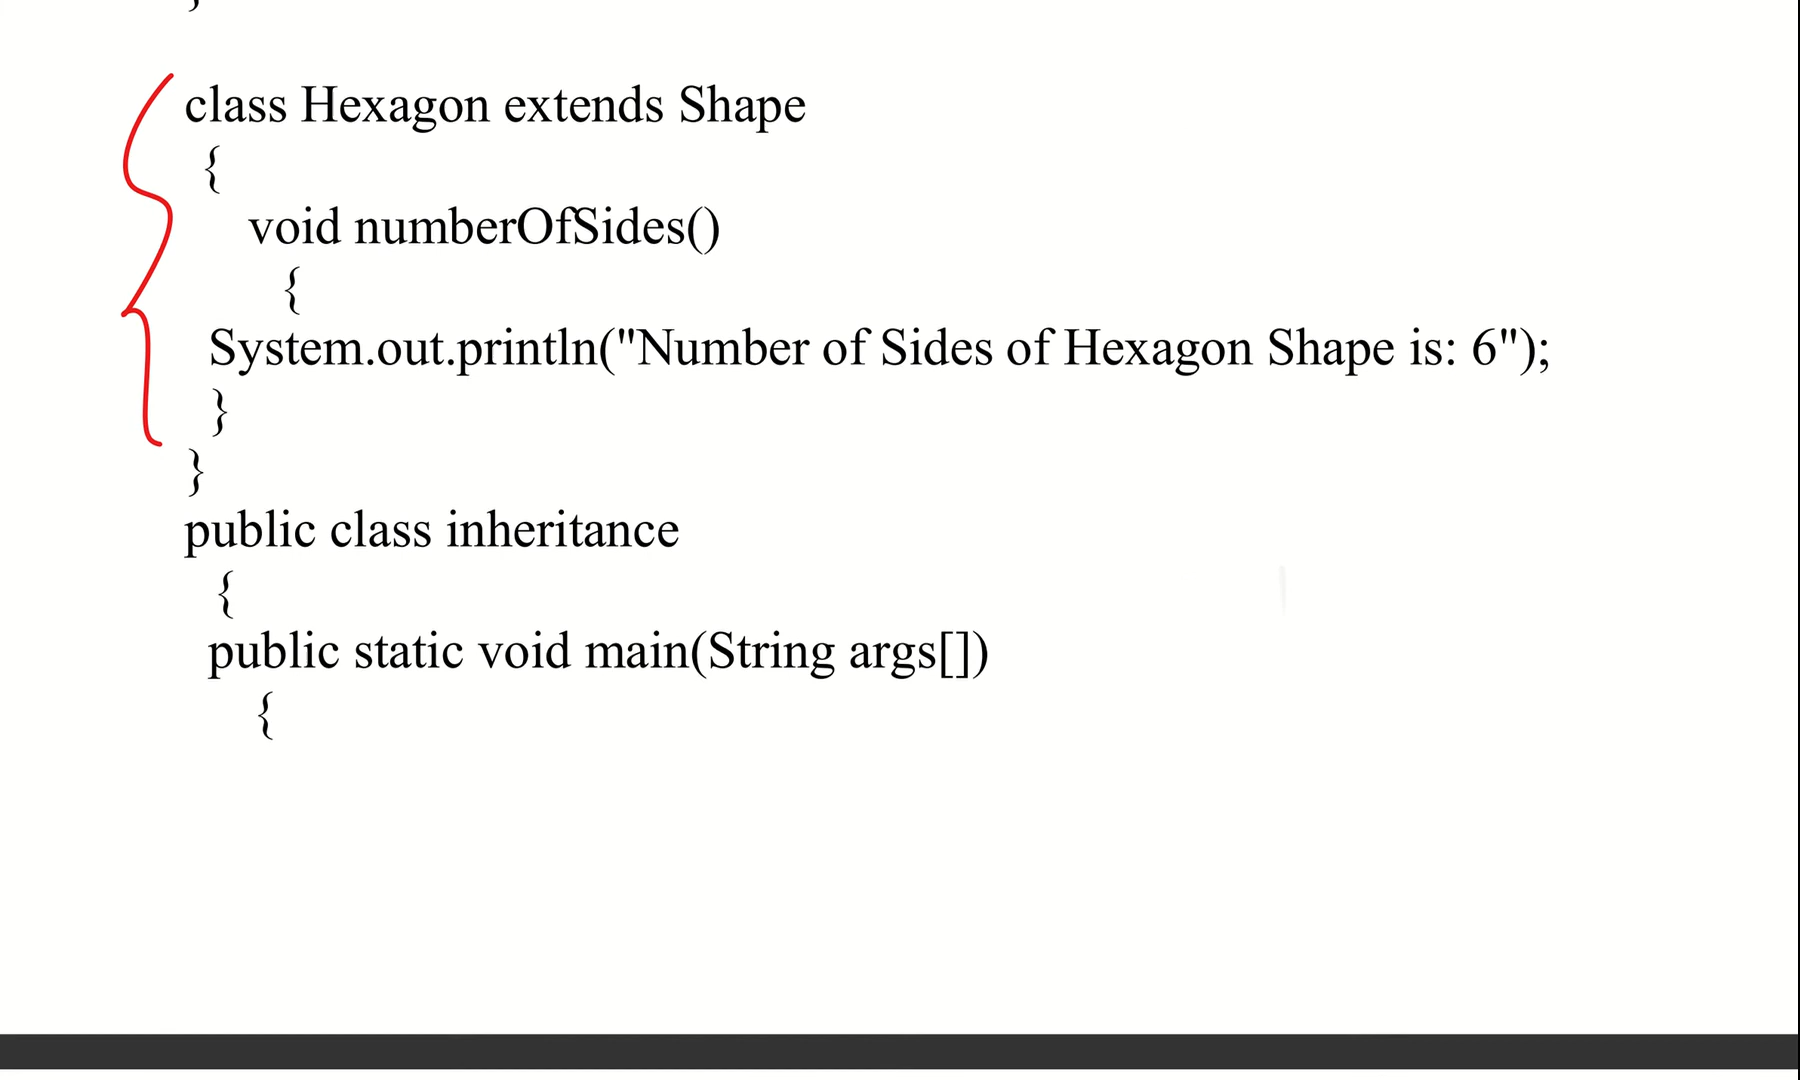 }
class Hexagon extends Shape
{
void numberOfSides()
{
System.out.println("Number of Sides of Hexagon Shape is: 6");
}
}
public class inheritance
{
public static void main(String args[])
{